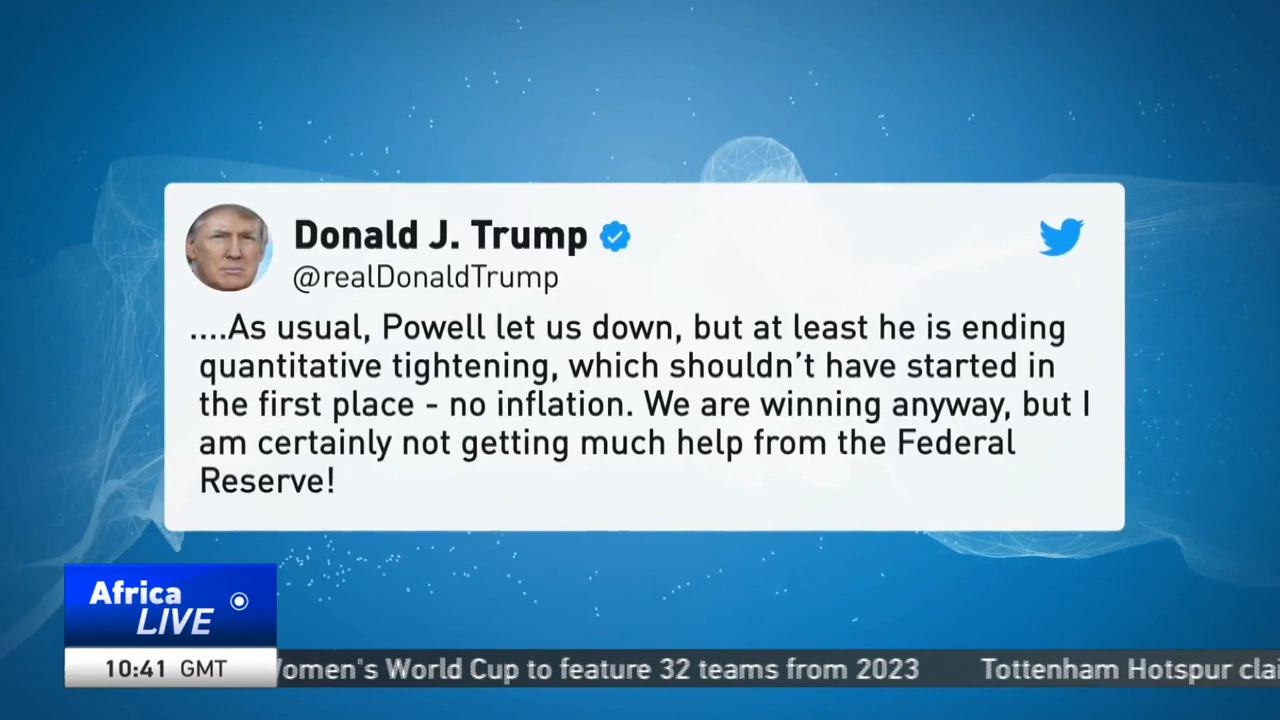 Donald J. Trump
@realDonaldTrump
....As usual, Powell let us down, but at least he is ending
quantitative tightening, which shouldn't have started in
the first place - no inflation. We are winning anyway, but I
am certainly not getting much help from the Federal
Reserve!
Africa
LIVE
10:41 GMT
Women's World Cup to feature 32 teams from 2023 Tottenham Hotspur